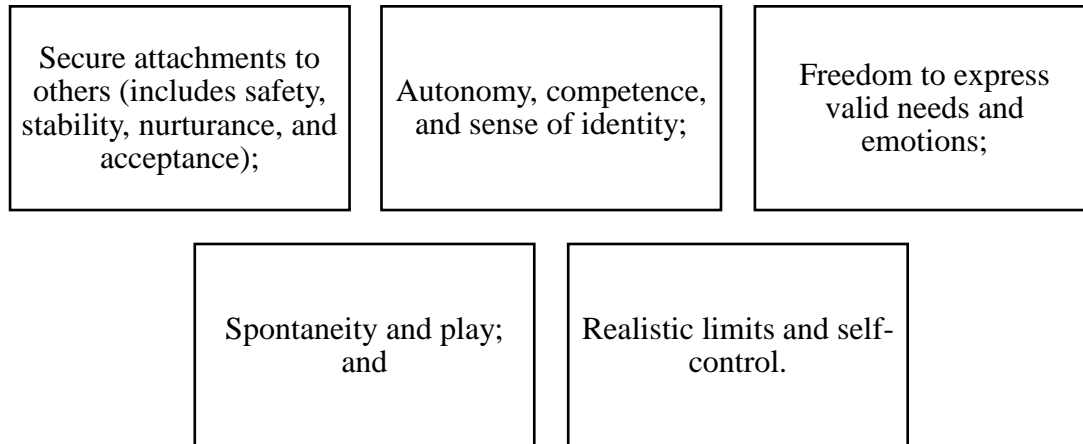 Secure attachments to
others (includes safety,
stability, nurturance, and
acceptance);
Autonomy, competence,
and sense of identity;
Freedom to express
valid needs and
emotions;
Spontaneity and play;
and
Realistic limits and self-
control.